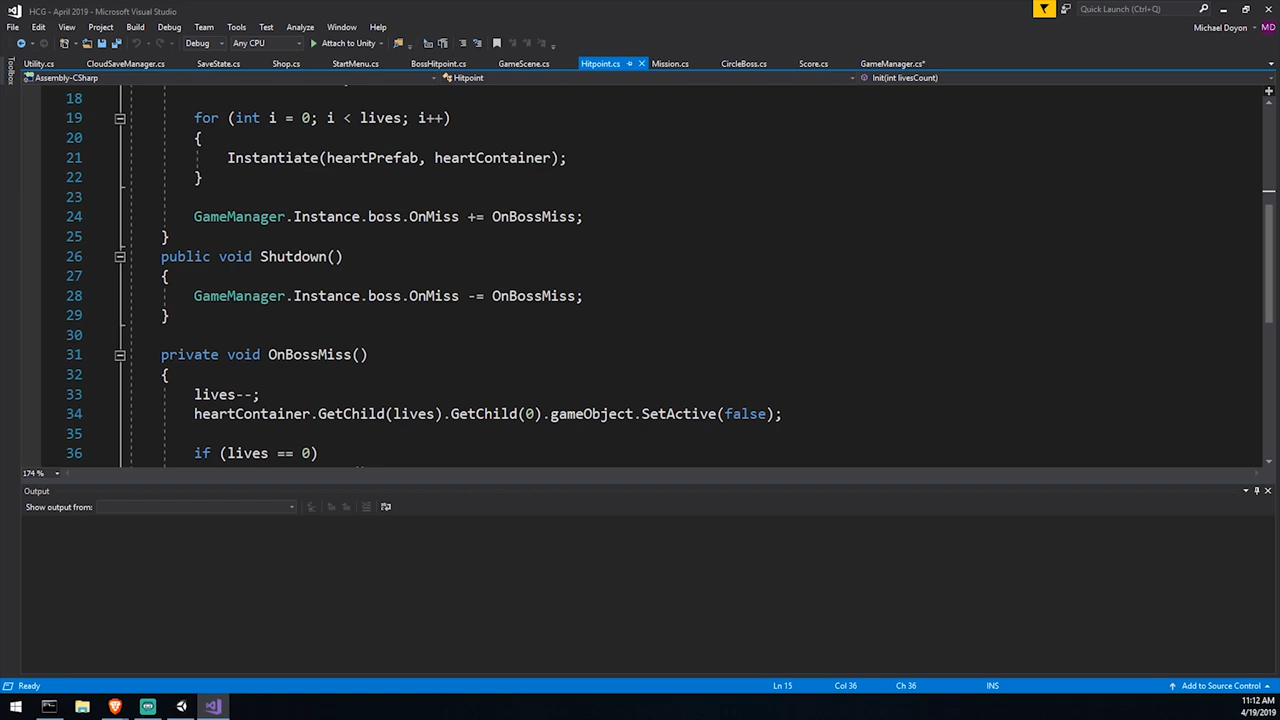 HCG - April 2019 - Microsoft Visual Studio
Quick Launch (Ctrl+Q)
File Edit View Project Build Debug Team Tools Test Analyze Window Help
Michael Doyon MD
Debug Any CPU Attach to Unity
Utility.cs CloudSaveManager.cs SaveState.cs Shop.cs StartMenu.cs BossHitpoint.cs GameScene.cs Hitpoint.cs Mission.cs CircleBoss.cs Score.cs GameManager.cs*
Toolbox
Assembly-CSharp Hitpoint Init(int livesCount)
18
19 for (int i = 0; i < lives; i++)
20 {
21 Instantiate(heartPrefab, heartContainer);
22 }
23
24 GameManager.Instance.boss.OnMiss += OnBossMiss;
25 }
26 public void Shutdown()
27 {
28 GameManager.Instance.boss.OnMiss -= OnBossMiss;
29 }
30
31 private void OnBossMiss()
32 {
33 lives--;
34 heartContainer.GetChild(lives).GetChild(0).gameObject.SetActive(false);
35
36 if (lives == 0)
174 %
Output
Show output from:
Ready Ln 15 Col 36 Ch 36 INS Add to Source Control
11:12 AM
4/19/2019